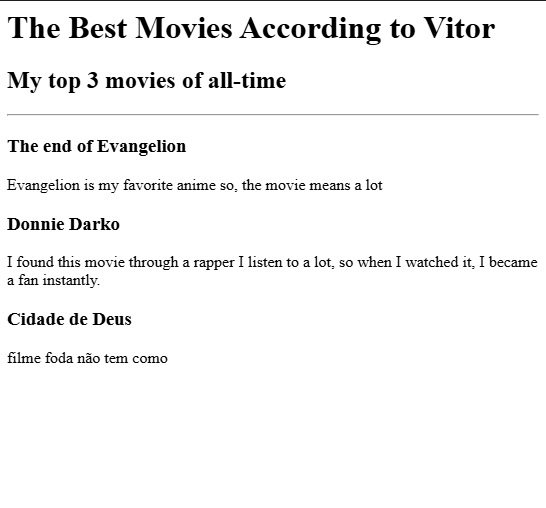 The Best Movies According to Vitor
My top 3 movies of all-time
The end of Evangelion
Evangelion is my favorite anime so, the movie means a lot
Donnie Darko
I found this movie through a rapper I listen to a lot, so when I watched it, I became
a fan instantly.
Cidade de Deus
filme foda não tem como